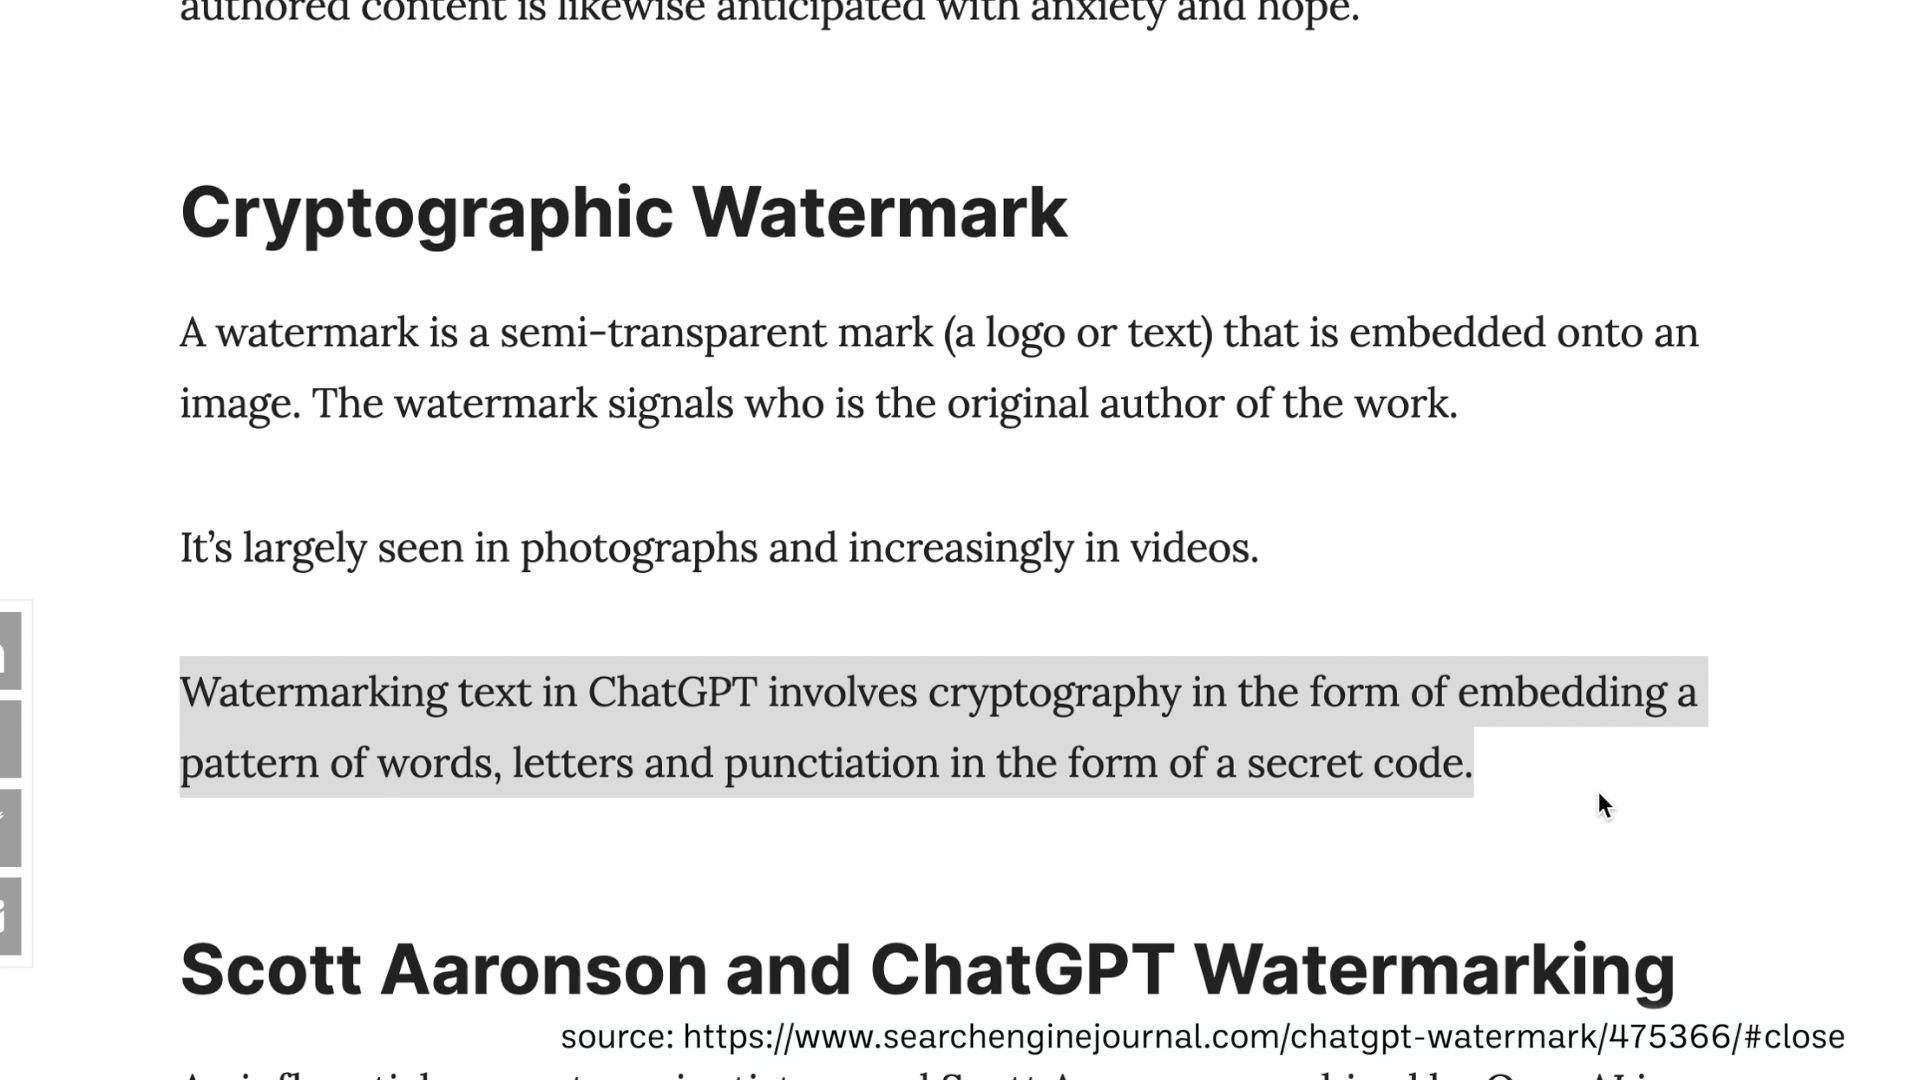 authored content is likewise anticipated with anxiety and hope.
Cryptographic Watermark
A watermark is a semi-transparent mark (a logo or text) that is embedded onto an
image. The watermark signals who is the original author of the work.
It’s largely seen in photographs and increasingly in videos.
Watermarking text in ChatGPT involves cryptography in the form of embedding a
pattern of words, letters and punctiation in the form of a secret code.
Scott Aaronson and ChatGPT Watermarking
source: https://www.searchenginejournal.com/chatgpt-watermark/475366/#close